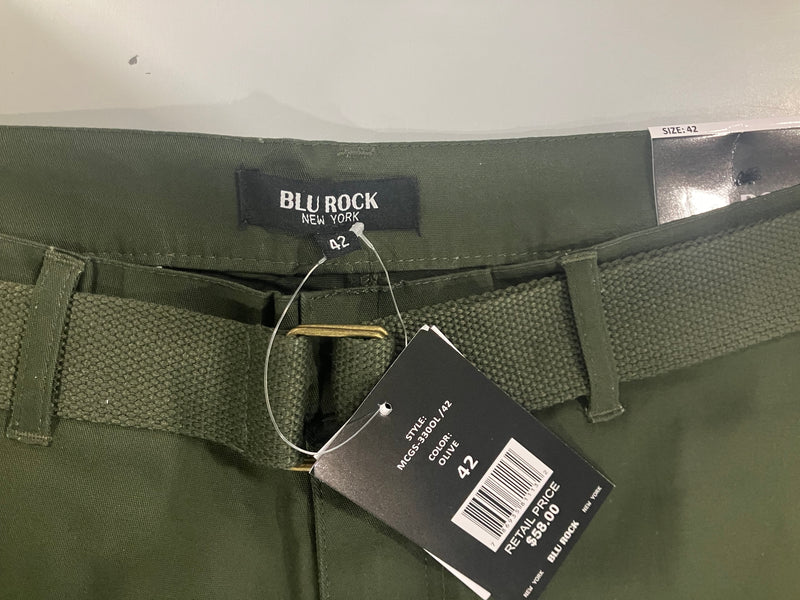 SIZE: 42
BLU ROCK
NEW YORK
42
STYLE:
MCGS-330OL /42
COLOR:
OLIVE
42
RETAIL PRICE
$58.00
NEW YORK
BLU ROCK
NEW YORK